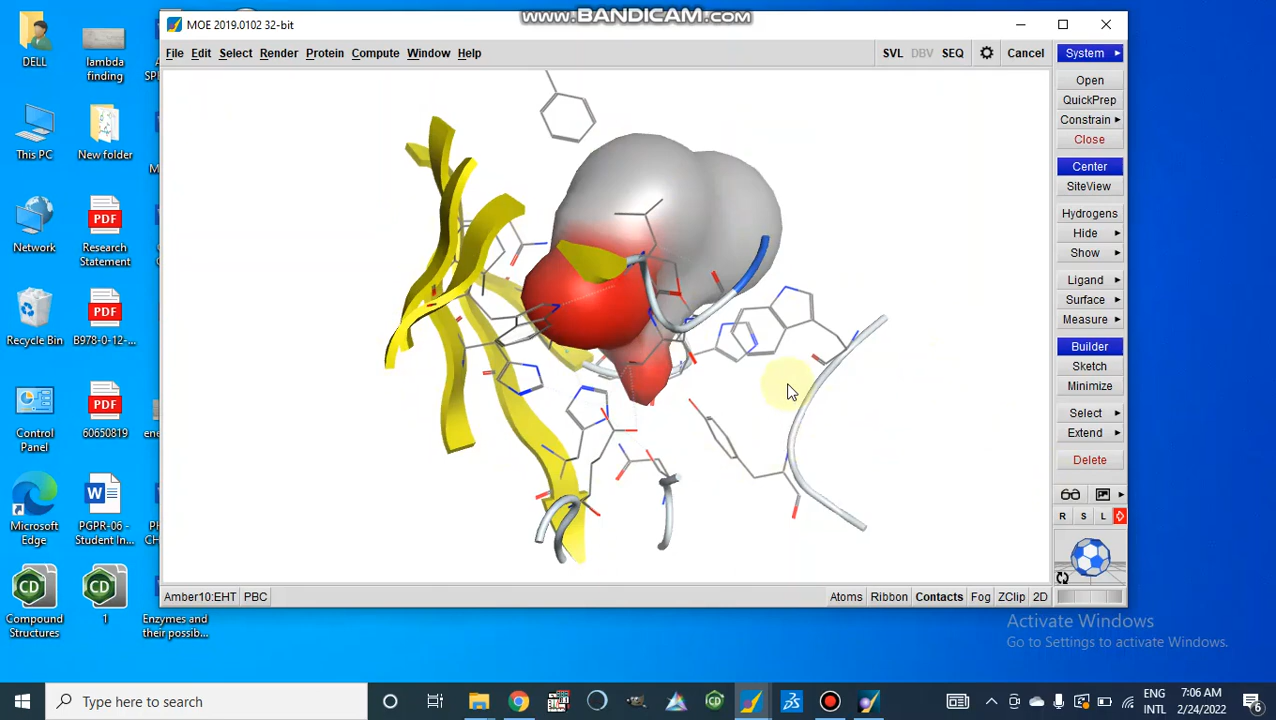 www.BANDICAM.com
MOE 2019.0102 32-bit
File Edit Select Render Protein Compute Window Help
SVL DBV SEQ Cancel
System
Open
QuickPrep
Constrain
Close
Center
SiteView
Hydrogens
Hide
Show
Ligand
Surface
Measure
Builder
Sketch
Minimize
Select
Extend
Delete
R S L
Amber10:EHT PBC
Atoms Ribbon Contacts Fog ZClip 2D
DELL
lambda
finding
This PC
New folder
Network
Research
Statement
PDF
Recycle Bin
B978-0-12-...
PDF
Control
Panel
60650819
PDF
Microsoft
Edge
PGPR-06 -
Student In...
Compound
Structures
1
Enzymes and
their possib...
Activate Windows
Go to Settings to activate Windows.
Type here to search
ENG
INTL
7:06 AM
2/24/2022
6